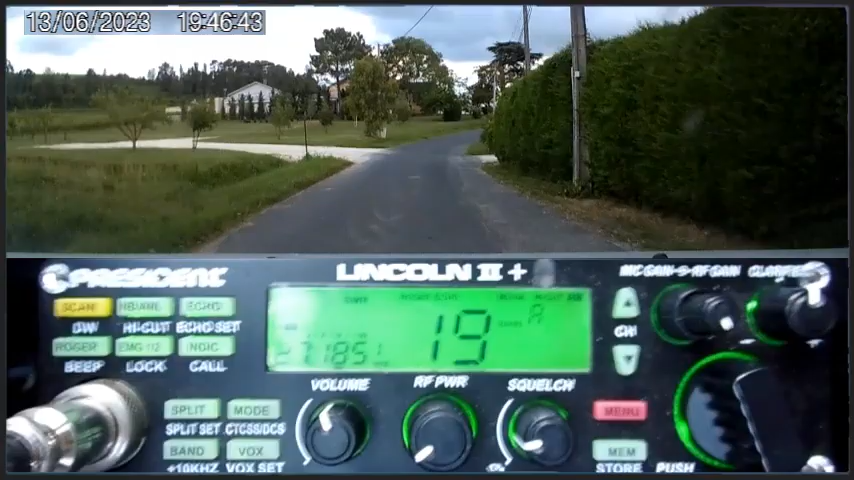 13/06/2023 19:46:43
PRESIDENT LINCOLN II + MIC GAIN-S-RF GAIN CLARIFIER
SCAN NB/ANL ECHO
DW HI-CUT ECHO SET
ROGER EMG 1/2 NDIC
BEEP LOCK CALL
19 A
CH
VOLUME RF PWR SQUELCH
SPLIT MODE MENU
SPLIT SET CTCSS/DCS
BAND VOX MEM
+10KHZ VOX SET STORE PUSH